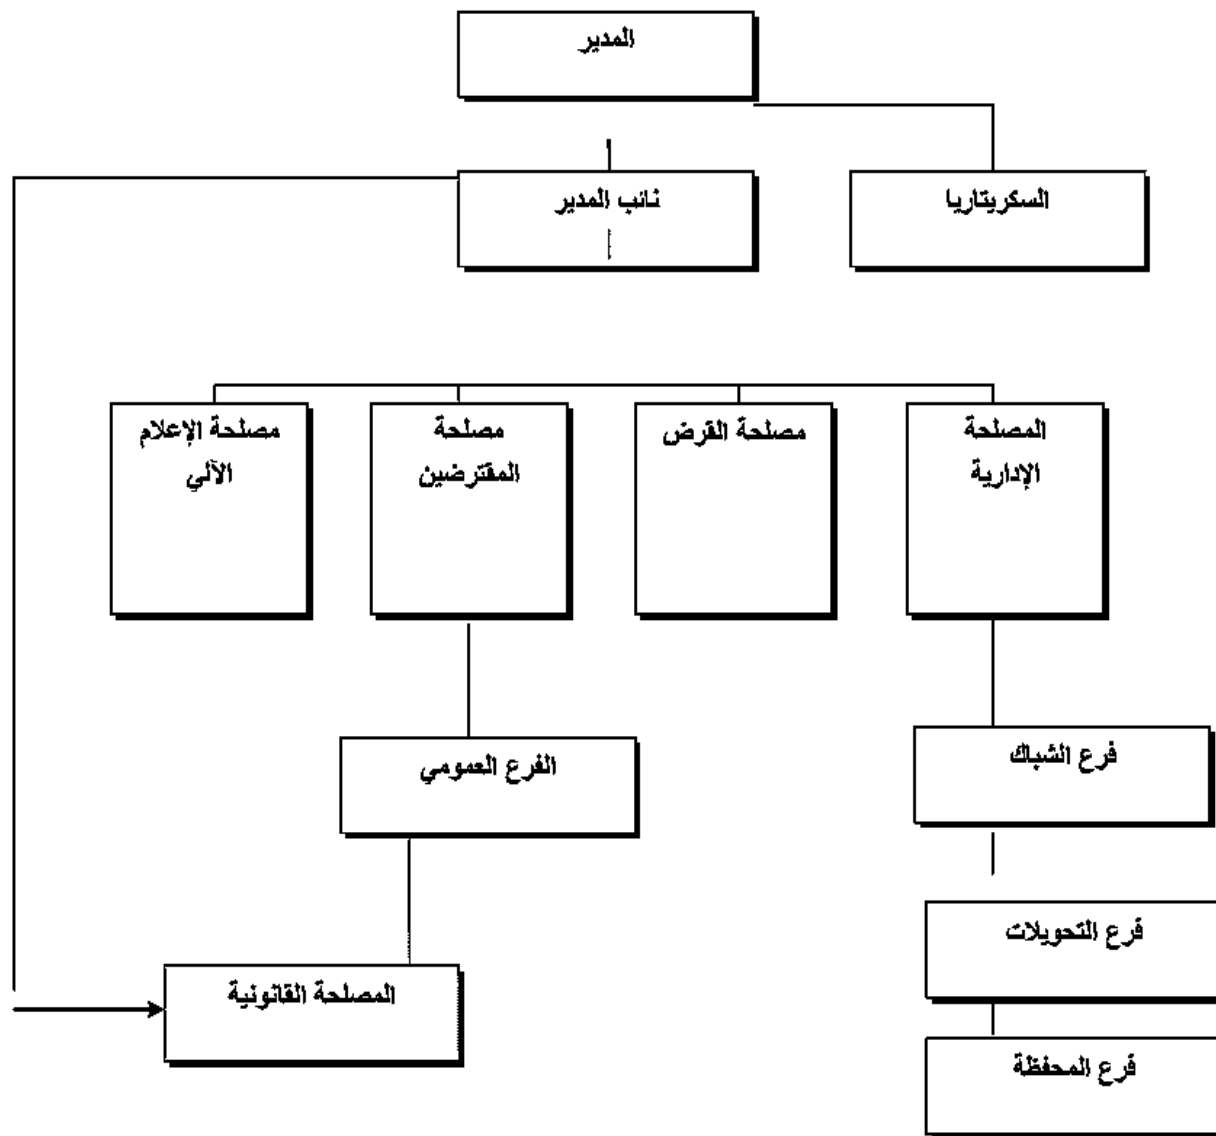 المدير
السكريتاريا
نائب المدير
المصلحة
الإدارية
مصلحة القرض
مصلحة
المقترضين
مصلحة الإعلام
الآلي
فرع الشباك
الفرع العمومي
فرع التحويلات
المصلحة القانونية
فرع المحفظة